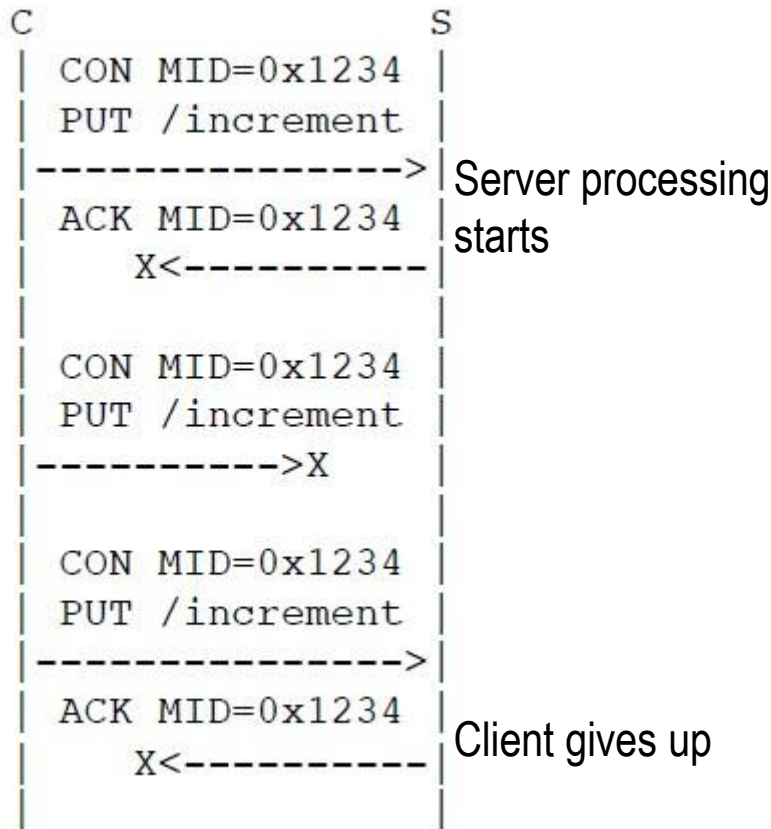 C S
CON MID=0x1234
PUT /increment
---------------> Server processing
ACK MID=0x1234 starts
X<----------
CON MID=0x1234
PUT /increment
---------->X
CON MID=0x1234
PUT /increment
--------------->
ACK MID=0x1234
X<---------- Client gives up